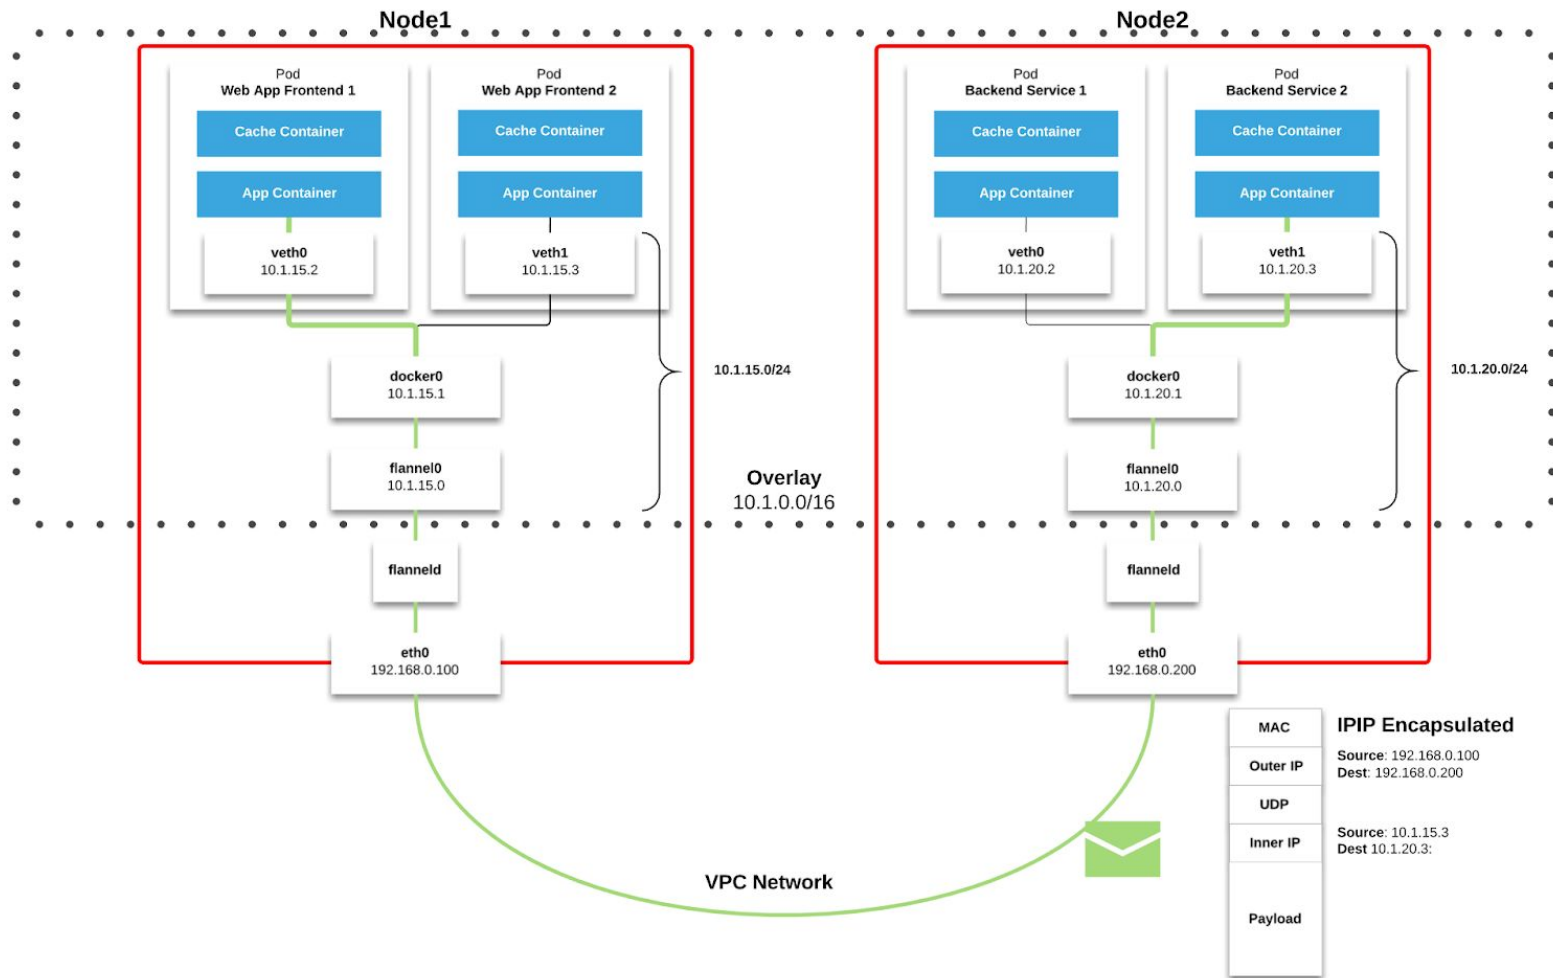 Node1
Node2
Pod
Web App Frontend 1
Cache Container
App Container
veth0
10.1.15.2
Pod
Web App Frontend 2
Cache Container
App Container
veth1
10.1.15.3
docker0
10.1.15.1
flannel0
10.1.15.0
10.1.15.0/24
flanneld
eth0
192.168.0.100
Overlay
10.1.0.0/16
Pod
Backend Service 1
Cache Container
App Container
veth0
10.1.20.2
Pod
Backend Service 2
Cache Container
App Container
veth1
10.1.20.3
docker0
10.1.20.1
flannel0
10.1.20.0
10.1.20.0/24
flanneld
eth0
192.168.0.200
VPC Network
MAC
Outer IP
UDP
Inner IP
Payload
IPIP Encapsulated
Source: 192.168.0.100
Dest: 192.168.0.200
Source: 10.1.15.3
Dest 10.1.20.3: